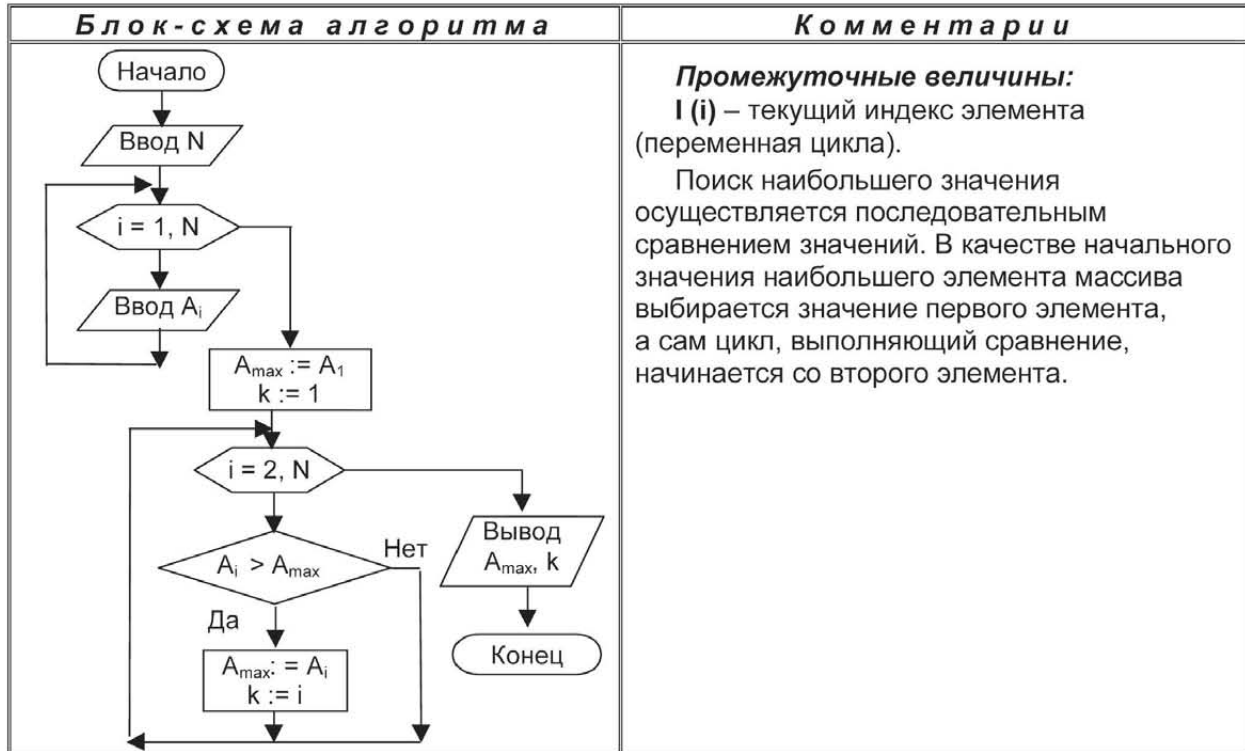 Блок-схема алгоритма
Комментарии
Начало
Ввод N
i = 1, N
Ввод Ai
Amax := A1
k := 1
i = 2, N
Ai > Amax
Нет
Да
Amax: = Ai
k := i
Вывод
Amax, k
Конец
Промежуточные величины:
I (i) – текущий индекс элемента
(переменная цикла).
Поиск наибольшего значения
осуществляется последовательным
сравнением значений. В качестве начального
значения наибольшего элемента массива
выбирается значение первого элемента,
а сам цикл, выполняющий сравнение,
начинается со второго элемента.